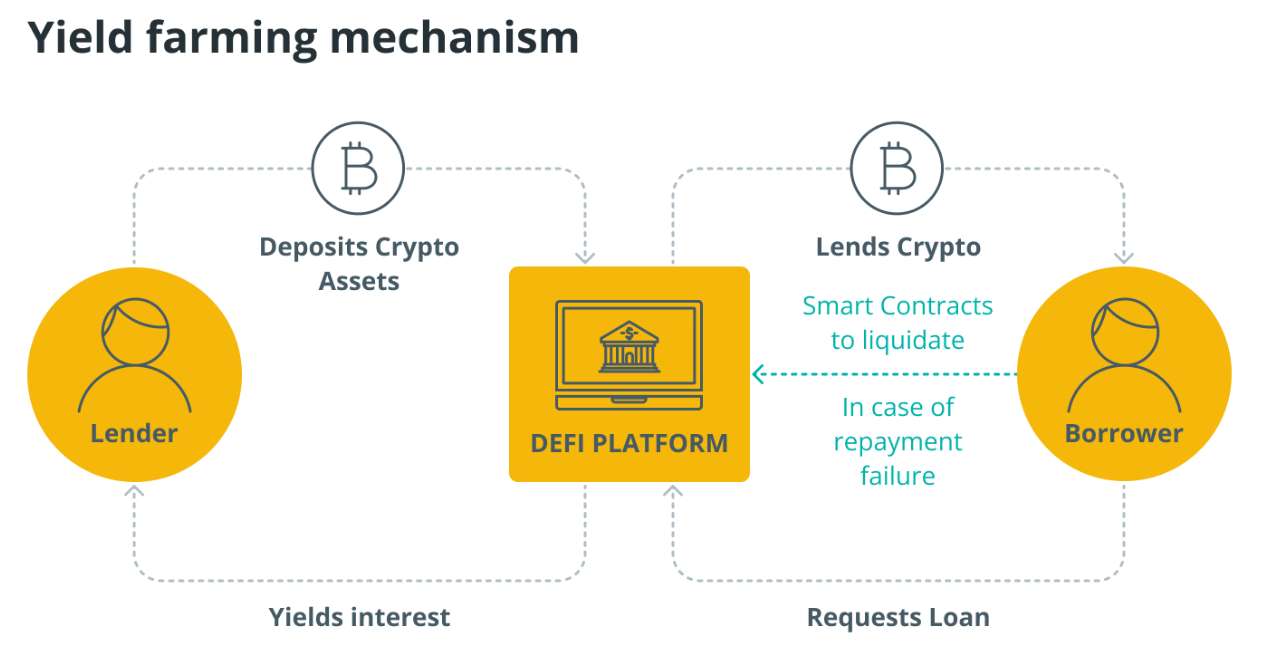 Yield farming mechanism
Deposits Crypto
Assets
Lends Crypto
Smart Contracts
to liquidate
In case of
repayment
failure
Lender
$
DEFI PLATFORM
Borrower
Yields interest
Requests Loan